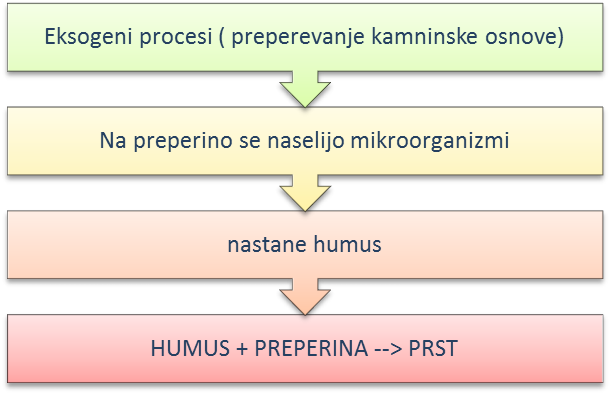 Eksogeni procesi ( preperevanje kamninske osnove)
Na preperino se naselijo mikroorganizmi
nastane humus
HUMUS + PREPERINA --> PRST